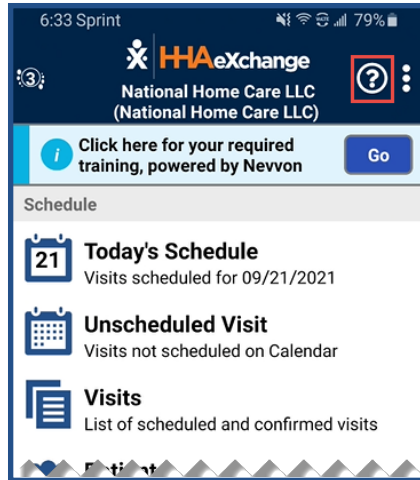 6:33 Sprint 79%
HHAeXchange
3
?
National Home Care LLC
(National Home Care LLC)
i
Click here for your required
training, powered by Nevvon
Go
Schedule
21
Today's Schedule
Visits scheduled for 09/21/2021
Unscheduled Visit
Visits not scheduled on Calendar
Visits
List of scheduled and confirmed visits